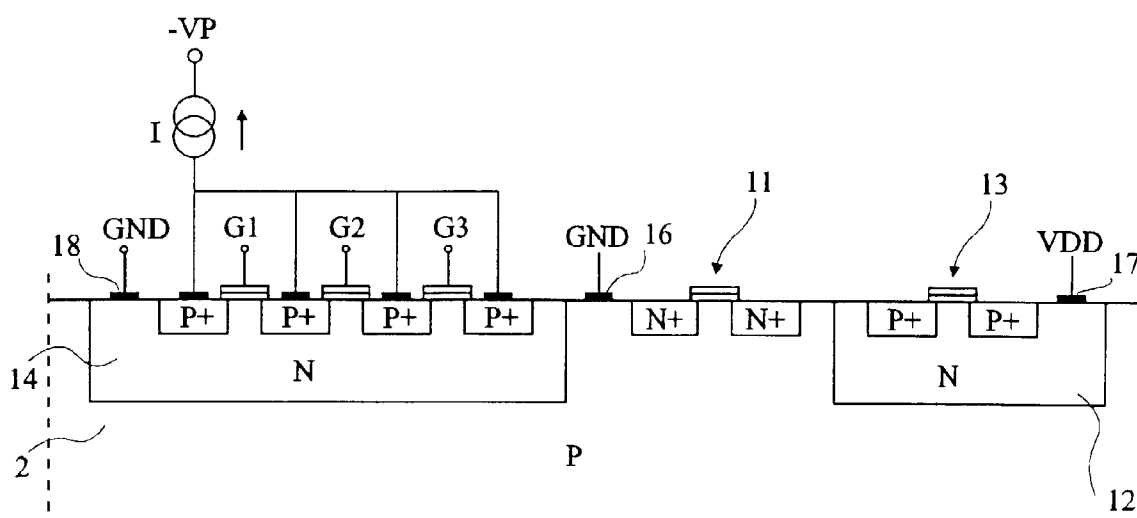 -VP
I
11
13
GND
G1
G2
G3
GND
16
VDD
18
17
P+
P+
P+
P+
N+
N+
P+
P+
14
N
N
2
P
12